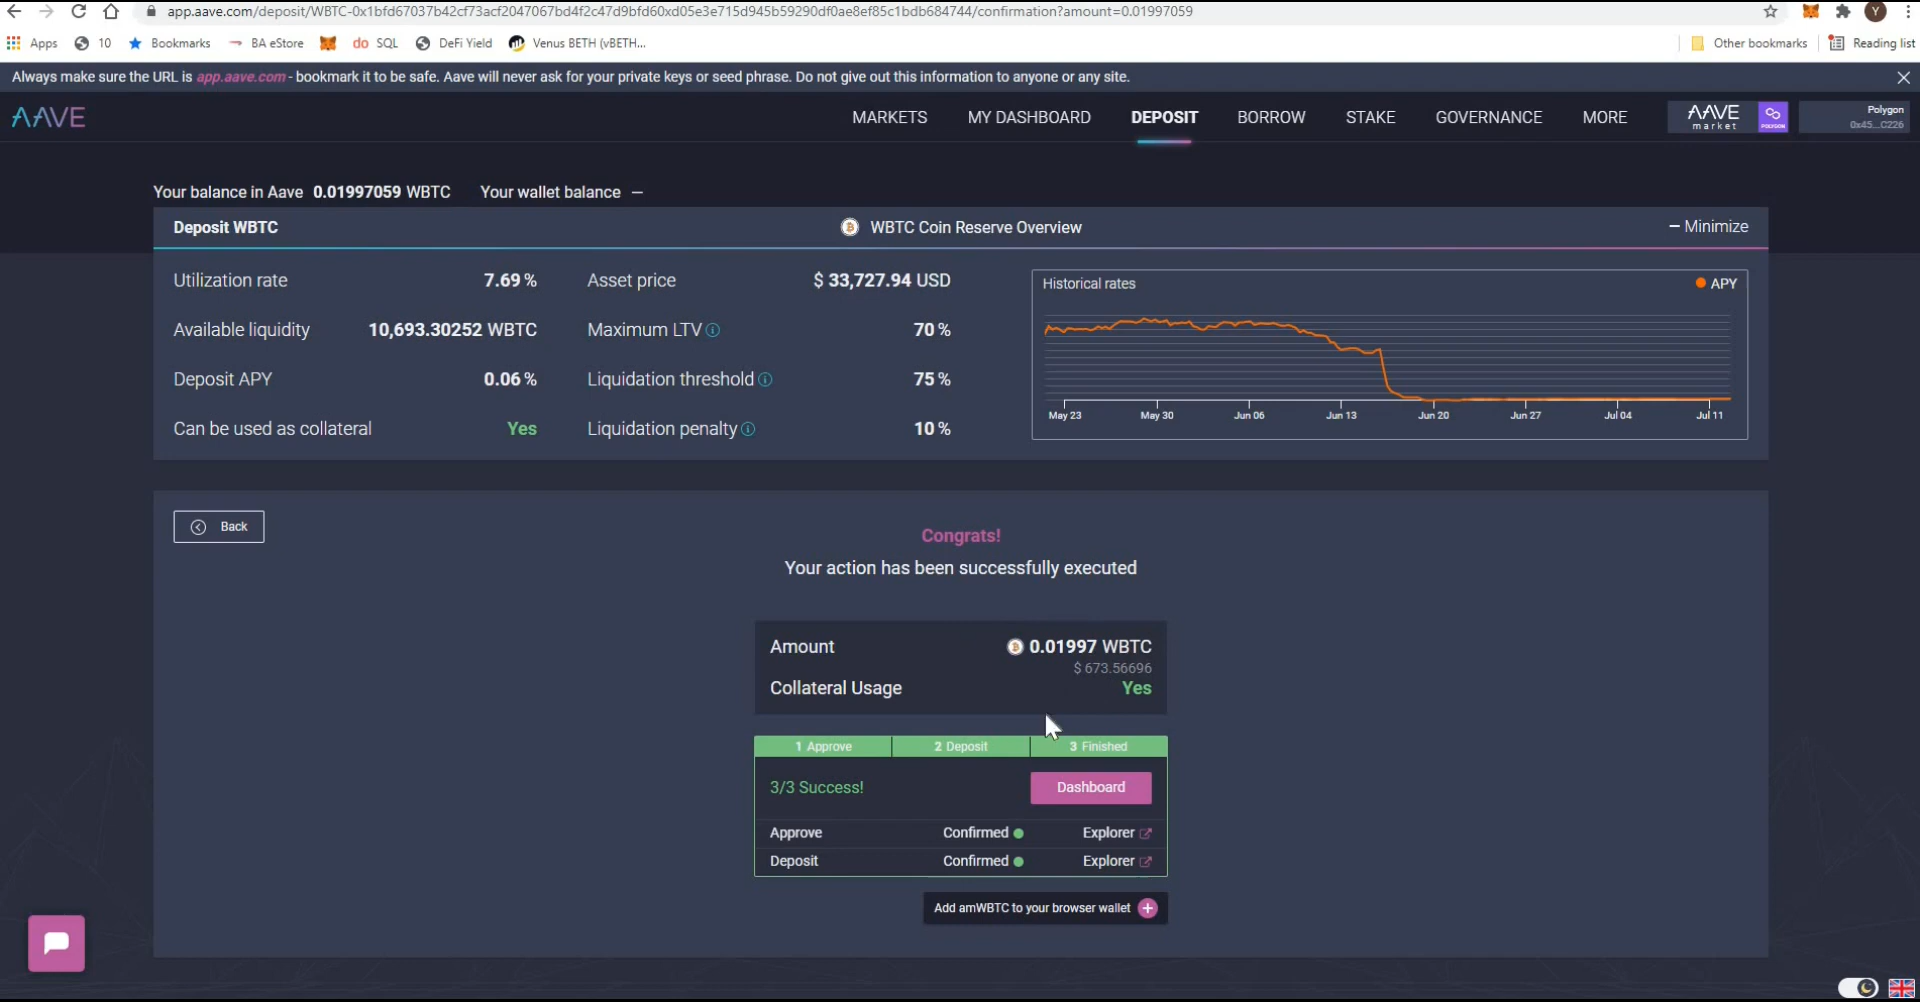 app.aave.com/deposit/WBTC-0x1bfd67037b42cf73acf2047067bd4f2c47d9bfd60xd05e3e715d945b59290df0ae8ef85c1bdb684744/confirmation?amount=0.01997059
Y
Apps 10 Bookmarks BA eStore do SQL DeFi Yield Venus BETH (vBETH... Other bookmarks Reading list
Always make sure the URL is app.aave.com - bookmark it to be safe. Aave will never ask for your private keys or seed phrase. Do not give out this information to anyone or any site.
AAVE MARKETS MY DASHBOARD DEPOSIT BORROW STAKE GOVERNANCE MORE AAVE market POLYGON Polygon 0x45...C226
Your balance in Aave 0.01997059 WBTC Your wallet balance –
Deposit WBTC WBTC Coin Reserve Overview – Minimize
Utilization rate 7.69 % Asset price $ 33,727.94 USD Historical rates APY
Available liquidity 10,693.30252 WBTC Maximum LTV 70 %
Deposit APY 0.06 % Liquidation threshold 75 %
May 23 May 30 Jun 06 Jun 13 Jun 20 Jun 27 Jul 04 Jul 11
Can be used as collateral Yes Liquidation penalty 10 %
Back
Congrats!
Your action has been successfully executed
Amount 0.01997 WBTC
$ 673.56696
Collateral Usage Yes
1 Approve 2 Deposit 3 Finished
3/3 Success! Dashboard
Approve Confirmed Explorer
Deposit Confirmed Explorer
Add amWBTC to your browser wallet +